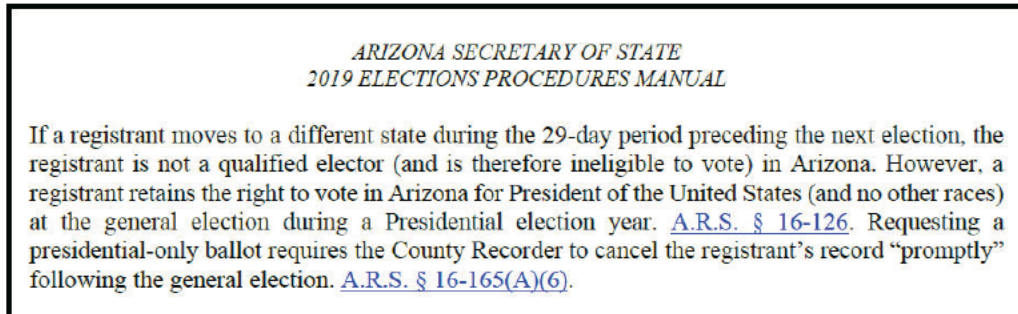 ARIZONA SECRETARY OF STATE
2019 ELECTIONS PROCEDURES MANUAL
If a registrant moves to a different state during the 29-day period preceding the next election, the
registrant is not a qualified elector (and is therefore ineligible to vote) in Arizona. However, a
registrant retains the right to vote in Arizona for President of the United States (and no other races)
at the general election during a Presidential election year. A.R.S. § 16-126. Requesting a
presidential-only ballot requires the County Recorder to cancel the registrant’s record “promptly”
following the general election. A.R.S. § 16-165(A)(6).